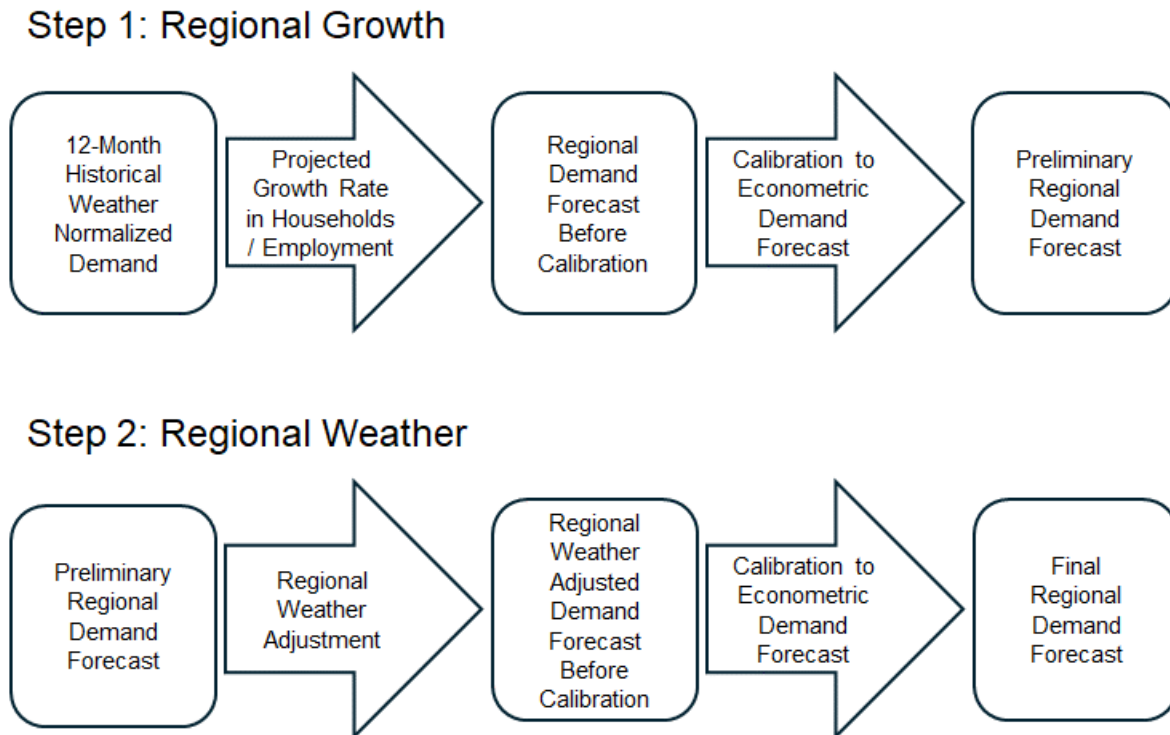 Step 1: Regional Growth
12-Month
Historical
Weather
Normalized
Demand
Projected
Growth Rate
in Households
/ Employment
Regional
Demand
Forecast
Before
Calibration
Calibration to
Econometric
Demand
Forecast
Preliminary
Regional
Demand
Forecast
Step 2: Regional Weather
Preliminary
Regional
Demand
Forecast
Regional
Weather
Adjustment
Regional
Weather
Adjusted
Demand
Forecast
Before
Calibration
Calibration to
Econometric
Demand
Forecast
Final
Regional
Demand
Forecast